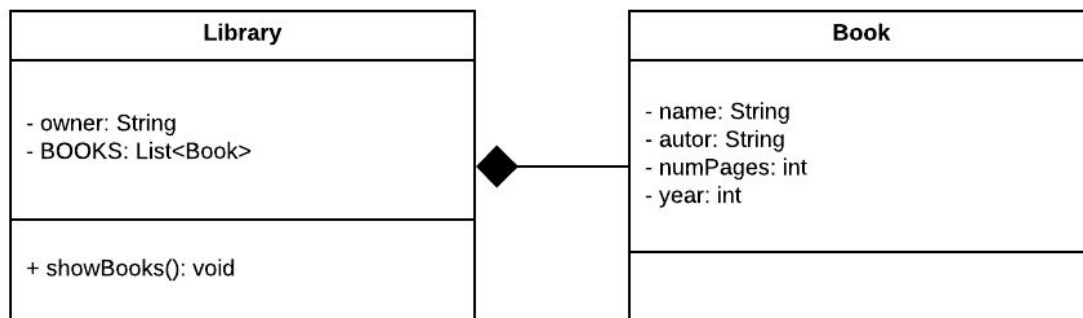 Library
- owner: String
- BOOKS: List<Book>
+ showBooks(): void
Book
- name: String
- autor: String
- numPages: int
- year: int